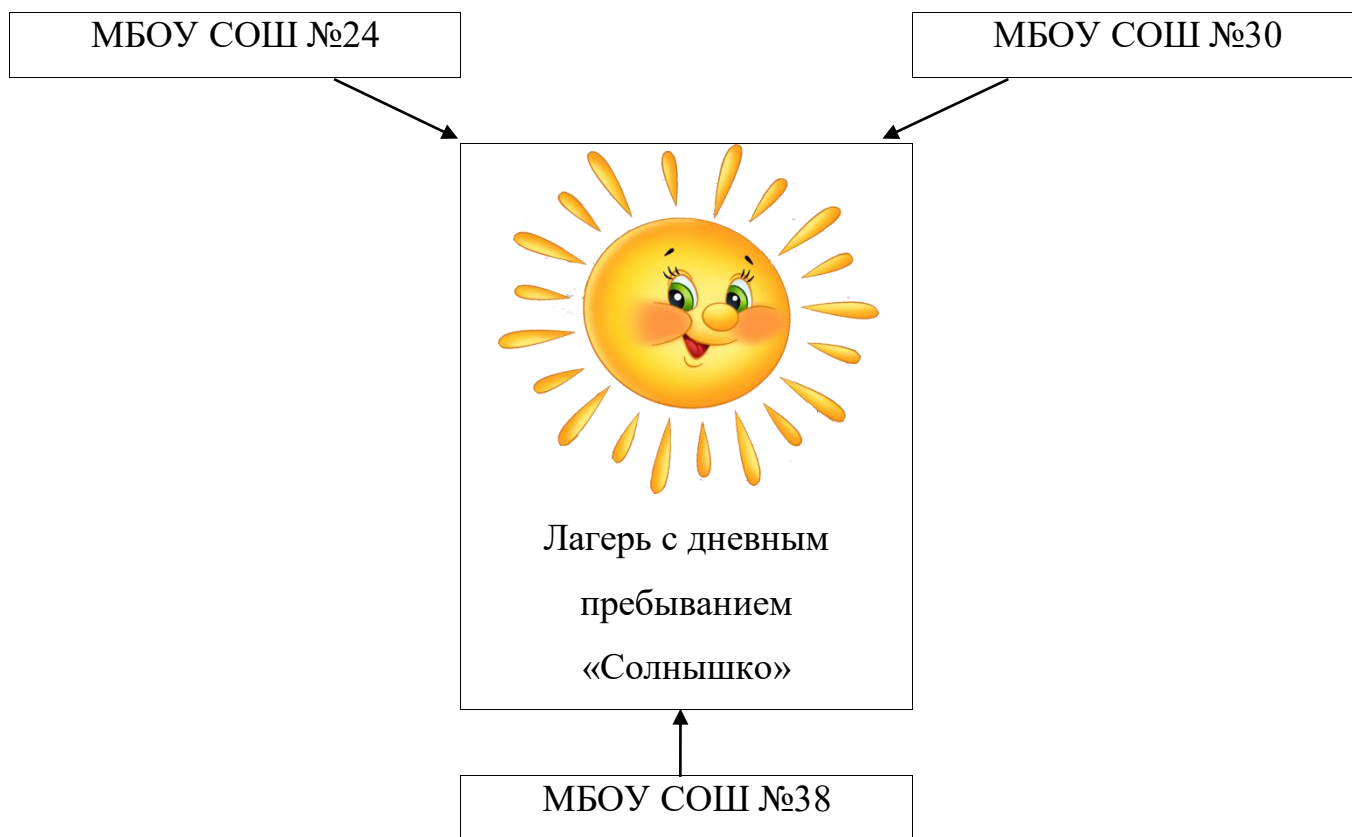 МБОУ СОШ №24
МБОУ СОШ №30
Лагерь с дневным
пребыванием
«Солнышко»
МБОУ СОШ №38